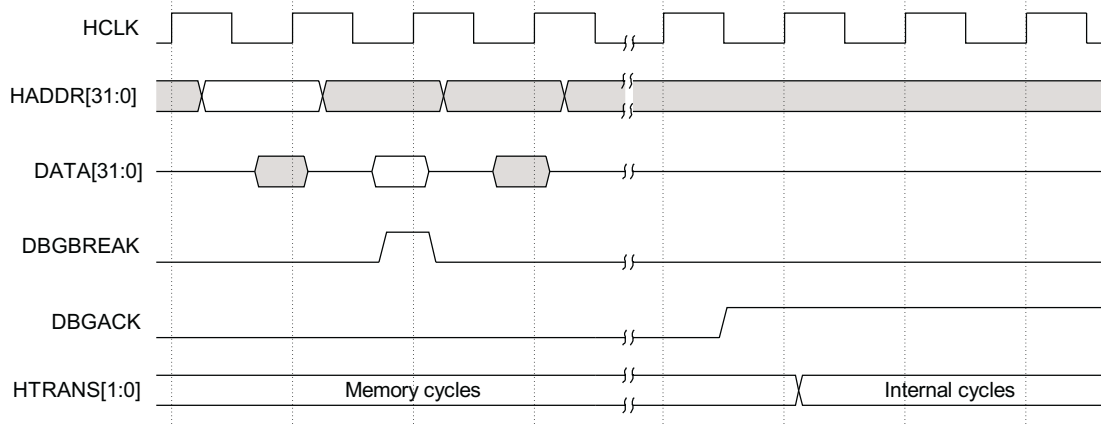 HCLK
HADDR[31:0]
DATA[31:0]
DBGBREAK
DBGACK
HTRANS[1:0] Memory cycles Internal cycles